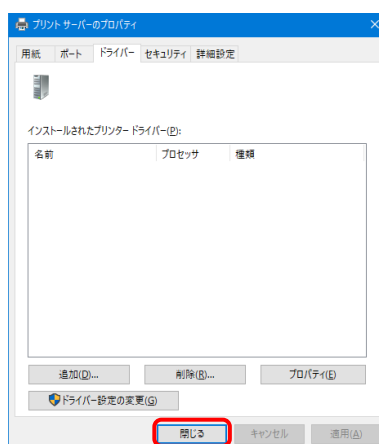 プリント サーバーのプロパティ
用紙 ポート ドライバー セキュリティ 詳細設定
インストールされたプリンター ドライバー(P):
名前 プロセッサ 種類
追加(D)... 削除(R)... プロパティ(E)
ドライバー設定の変更(G)
閉じる キャンセル 適用(A)